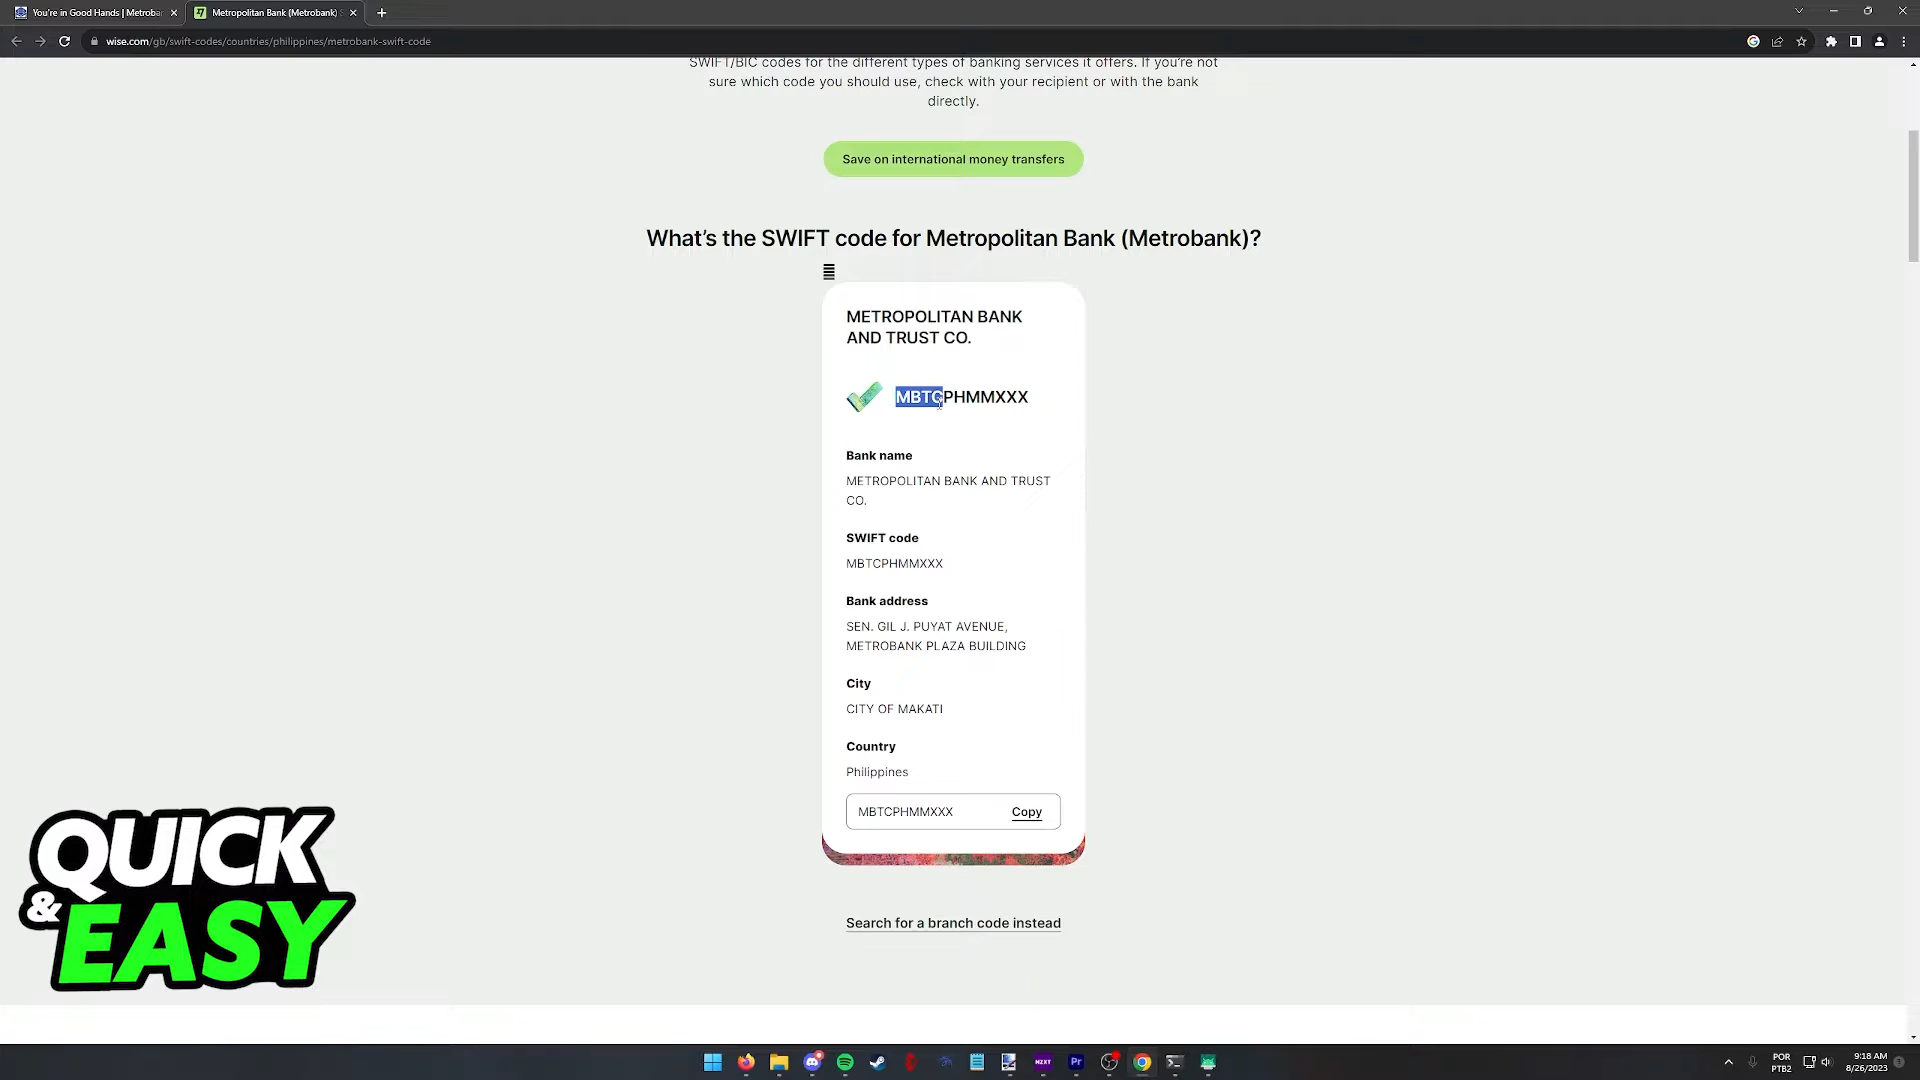 You're in Good Hands | Metroba
Metropolitan Bank (Metrobank) S
wise.com/gb/swift-codes/countries/philippines/metrobank-swift-code
SWIFT/BIC codes for the different types of banking services it offers. If you're not
sure which code you should use, check with your recipient or with the bank
directly.
Save on international money transfers
What's the SWIFT code for Metropolitan Bank (Metrobank)?
METROPOLITAN BANK
AND TRUST CO.
MBTCPHMMXXX
Bank name
METROPOLITAN BANK AND TRUST
CO.
SWIFT code
MBTCPHMMXXX
Bank address
SEN. GIL J. PUYAT AVENUE,
METROBANK PLAZA BUILDING
City
CITY OF MAKATI
Country
Philippines
MBTCPHMMXXX Copy
Search for a branch code instead
QUICK
& EASY
NZXT
Pr
POR
PTB2
9:18 AM
8/26/2023